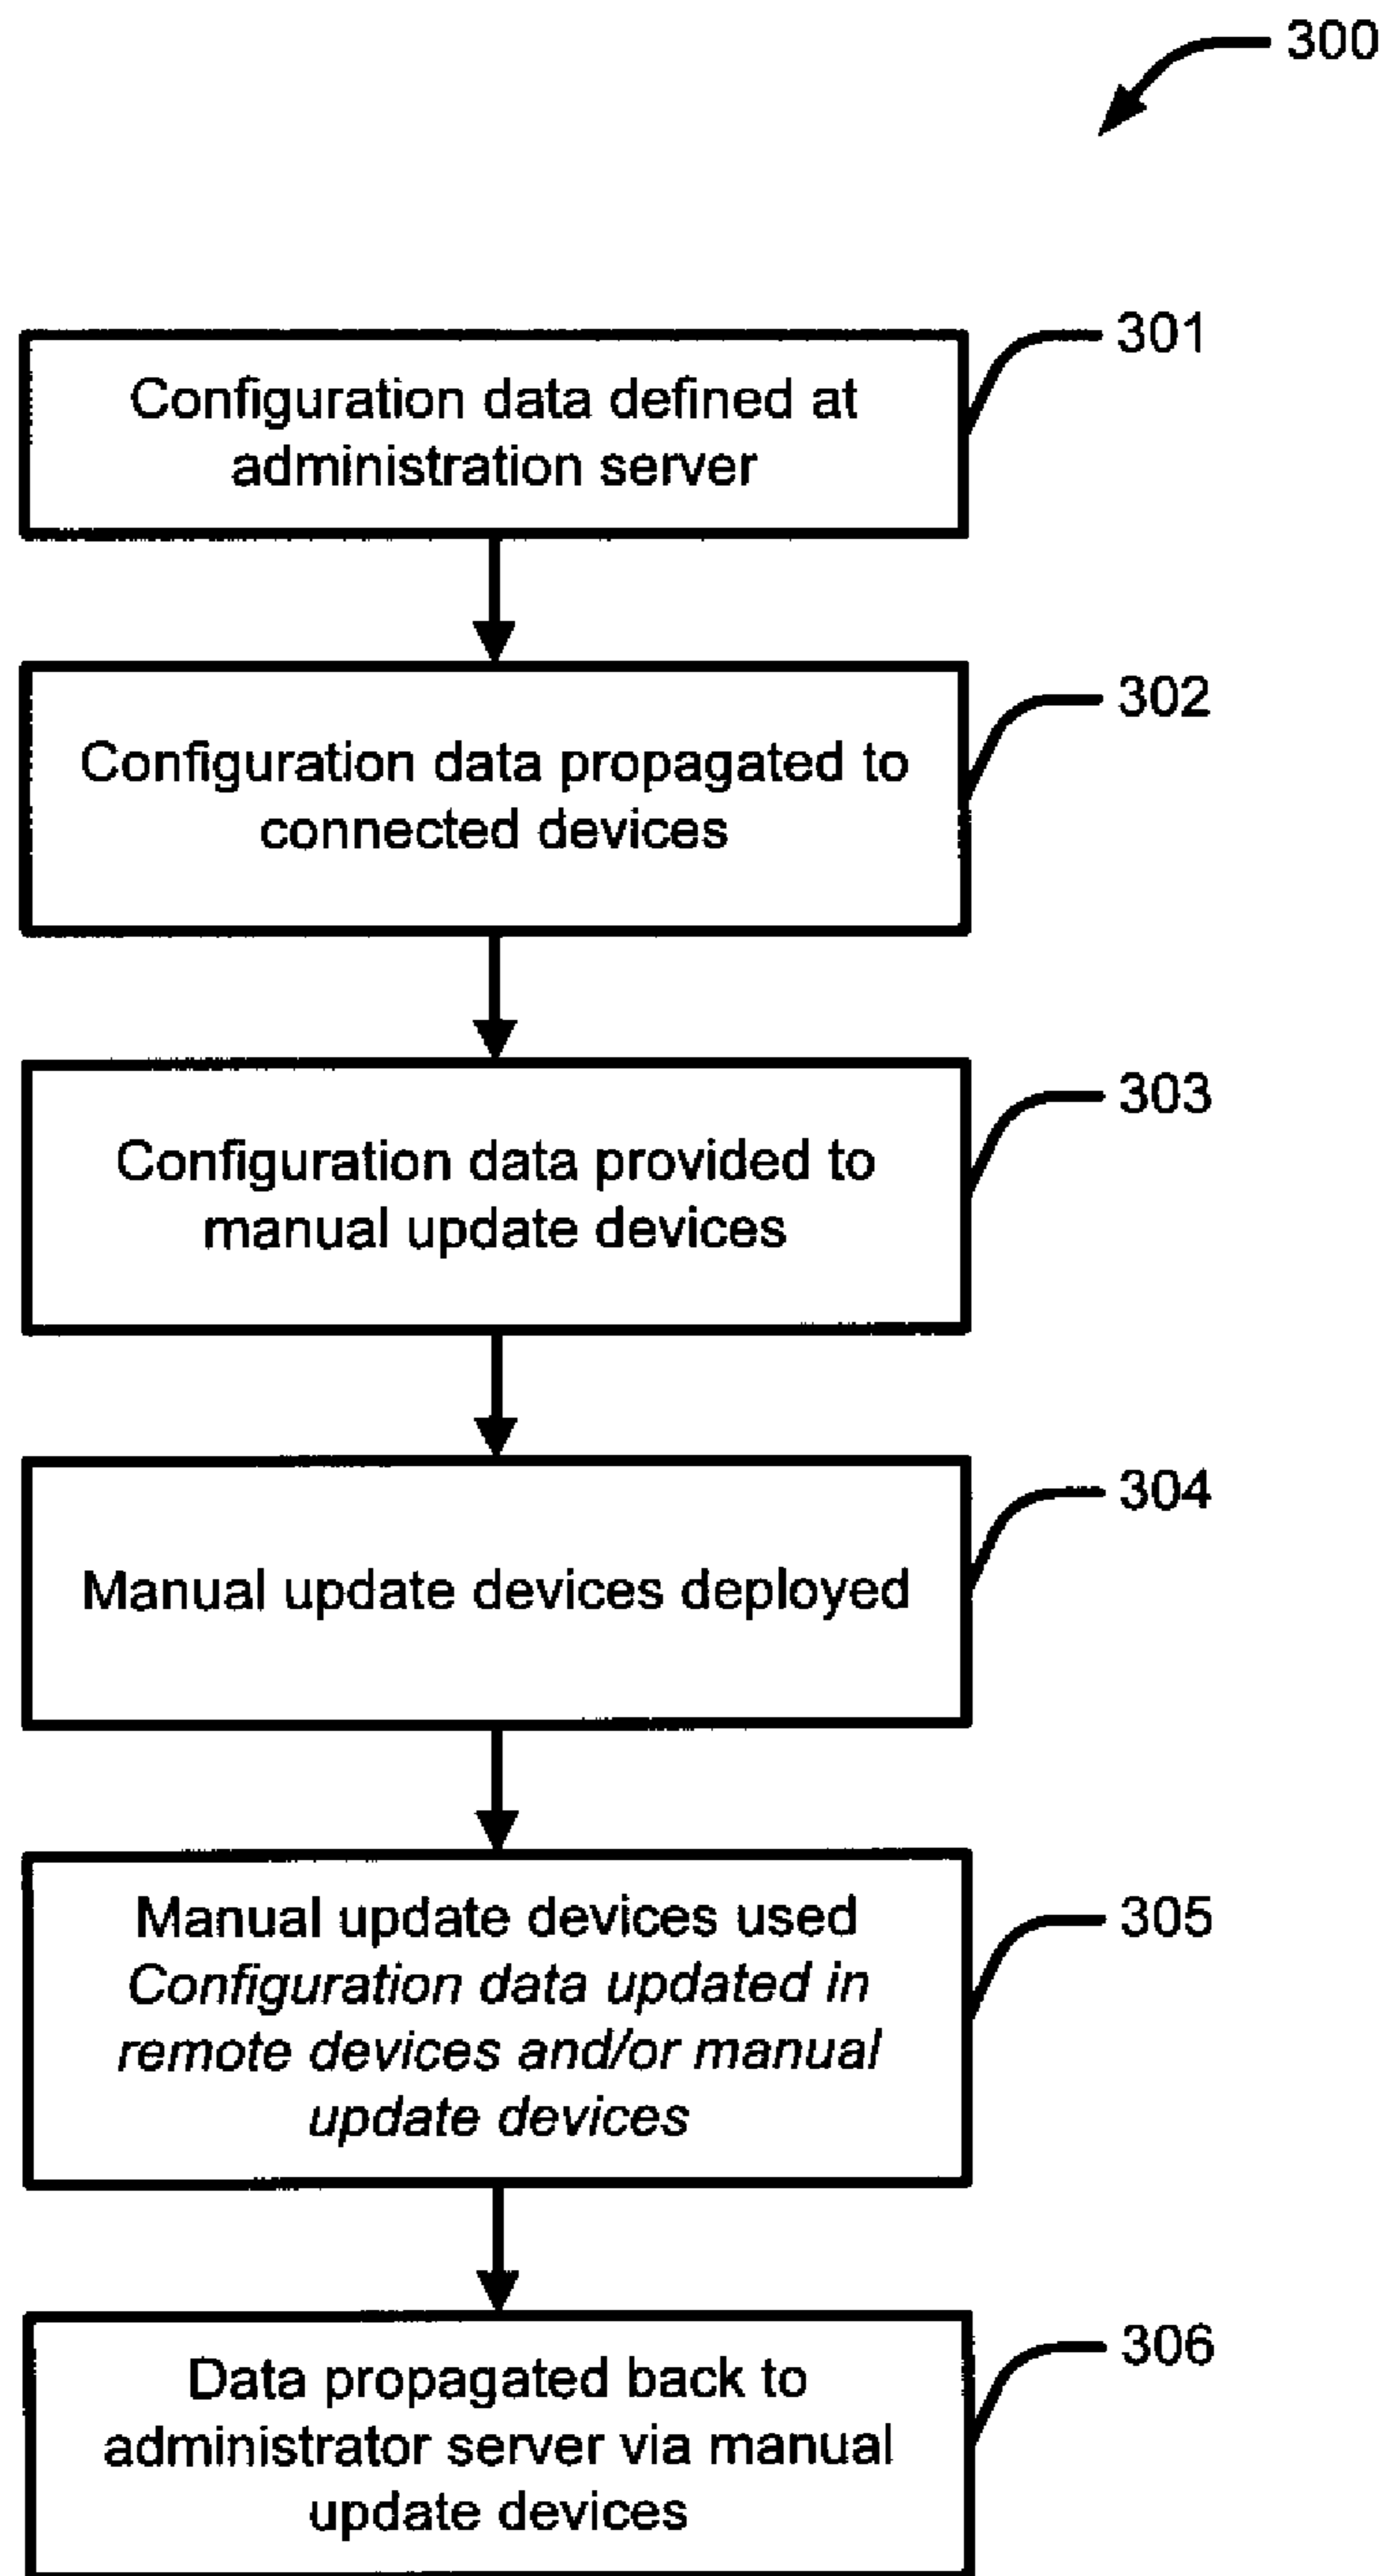 300
301
Configuration data defined at
administration server
302
Configuration data propagated to
connected devices
303
Configuration data provided to
manual update devices
304
Manual update devices deployed
305
Manual update devices used
Configuration data updated in
remote devices and/or manual
update devices
306
Data propagated back to
administrator server via manual
update devices